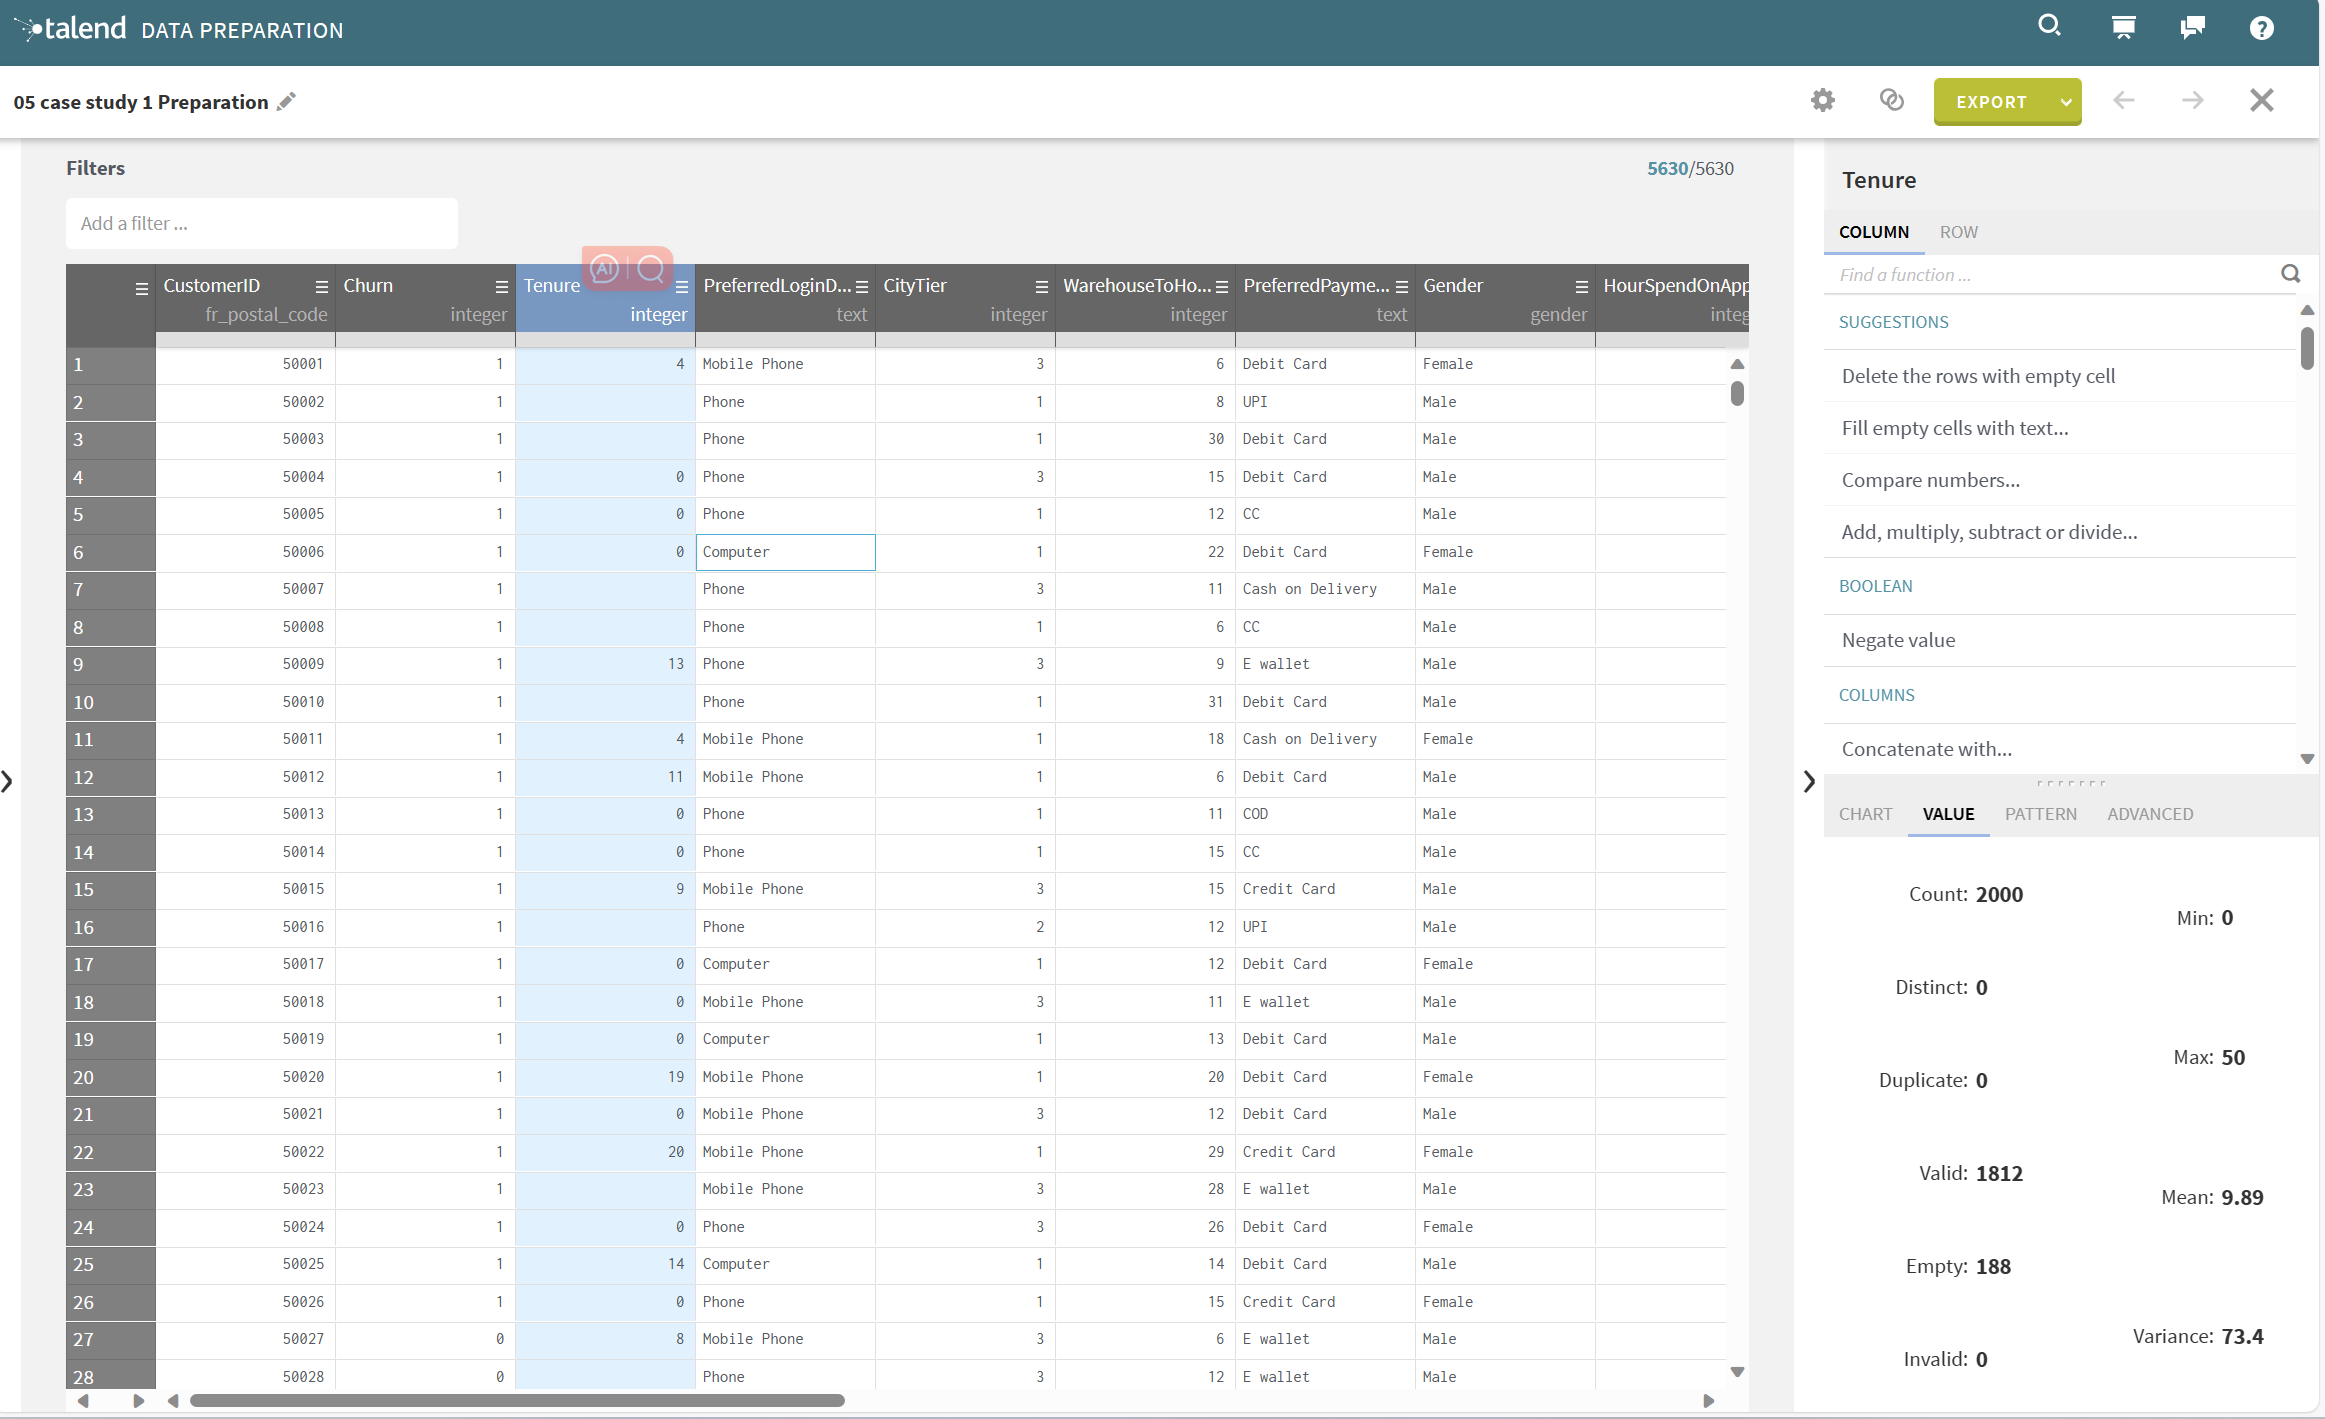 talend DATA PREPARATION
05 case study 1 Preparation
EXPORT
Filters
5630/5630
Add a filter ...
AI
CustomerID Churn Tenure PreferredLoginD... CityTier WarehouseToHo... PreferredPayme... Gender HourSpendOnApp
fr_postal_code integer integer text integer integer text gender integ
1 50001 1 4 Mobile Phone 3 6 Debit Card Female
2 50002 1 Phone 1 8 UPI Male
3 50003 1 Phone 1 30 Debit Card Male
4 50004 1 0 Phone 3 15 Debit Card Male
5 50005 1 0 Phone 1 12 CC Male
6 50006 1 0 Computer 1 22 Debit Card Female
7 50007 1 Phone 3 11 Cash on Delivery Male
8 50008 1 Phone 1 6 CC Male
9 50009 1 13 Phone 3 9 E wallet Male
10 50010 1 Phone 1 31 Debit Card Male
11 50011 1 4 Mobile Phone 1 18 Cash on Delivery Female
12 50012 1 11 Mobile Phone 1 6 Debit Card Male
13 50013 1 0 Phone 1 11 COD Male
14 50014 1 0 Phone 1 15 CC Male
15 50015 1 9 Mobile Phone 3 15 Credit Card Male
16 50016 1 Phone 2 12 UPI Male
17 50017 1 0 Computer 1 12 Debit Card Female
18 50018 1 0 Mobile Phone 3 11 E wallet Male
19 50019 1 0 Computer 1 13 Debit Card Male
20 50020 1 19 Mobile Phone 1 20 Debit Card Female
21 50021 1 0 Mobile Phone 3 12 Debit Card Male
22 50022 1 20 Mobile Phone 1 29 Credit Card Female
23 50023 1 Mobile Phone 3 28 E wallet Male
24 50024 1 0 Phone 3 26 Debit Card Female
25 50025 1 14 Computer 1 14 Debit Card Male
26 50026 1 0 Phone 1 15 Credit Card Female
27 50027 0 8 Mobile Phone 3 6 E wallet Male
28 50028 0 Phone 3 12 E wallet Male
Tenure
COLUMN ROW
Find a function ...
SUGGESTIONS
Delete the rows with empty cell
Fill empty cells with text...
Compare numbers...
Add, multiply, subtract or divide...
BOOLEAN
Negate value
COLUMNS
Concatenate with...
CHART VALUE PATTERN ADVANCED
Count: 2000
Min: 0
Distinct: 0
Max: 50
Duplicate: 0
Valid: 1812
Mean: 9.89
Empty: 188
Variance: 73.4
Invalid: 0